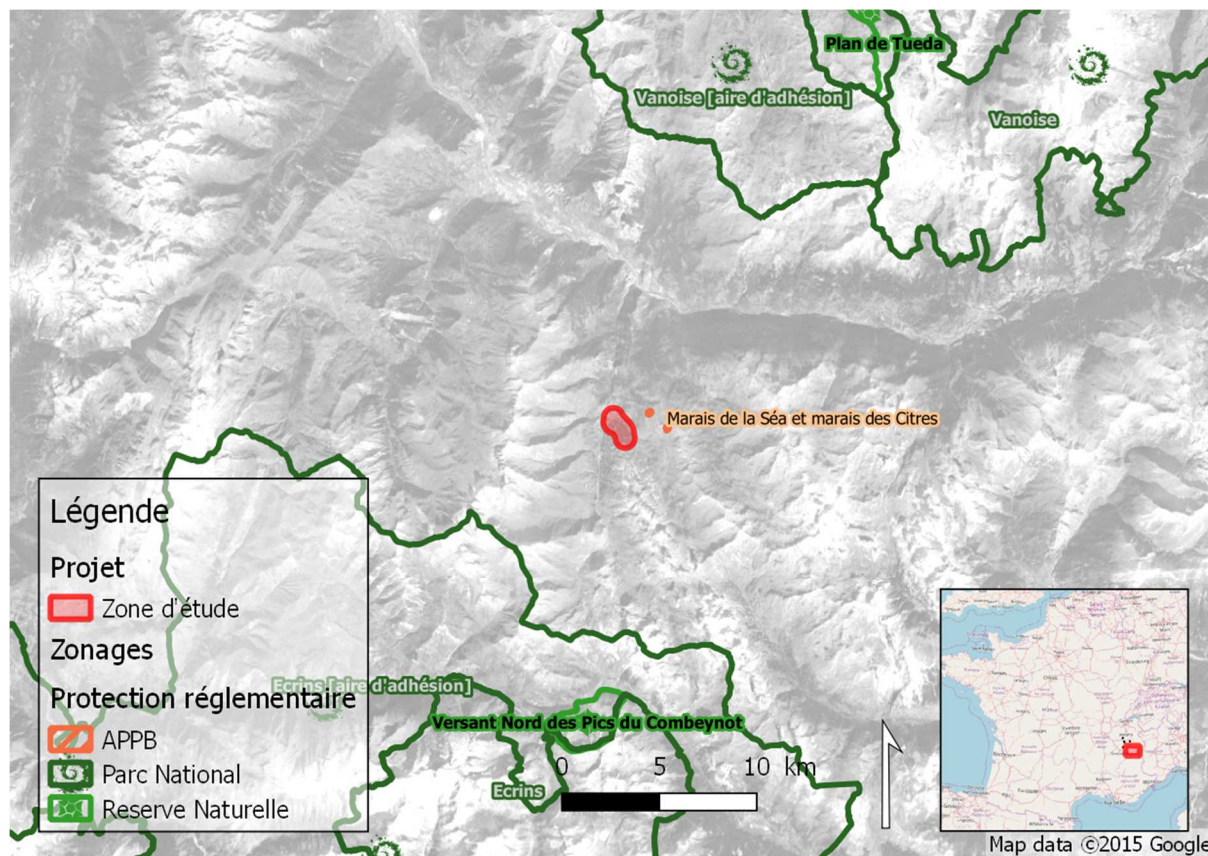 Plan de Tueda
Vanoise [aire d'adhésion]
Vanoise
Marais de la Séa et marais des Citres
Légende
Projet
Zone d'étude
Zonages
Protection réglementaire
APPB
Parc National
Reserve Naturelle
Ecrins [aire d'adhésion]
Versant Nord des Pics du Combeynot
Ecrins
0 5 10 km
Map data ©2015 Google